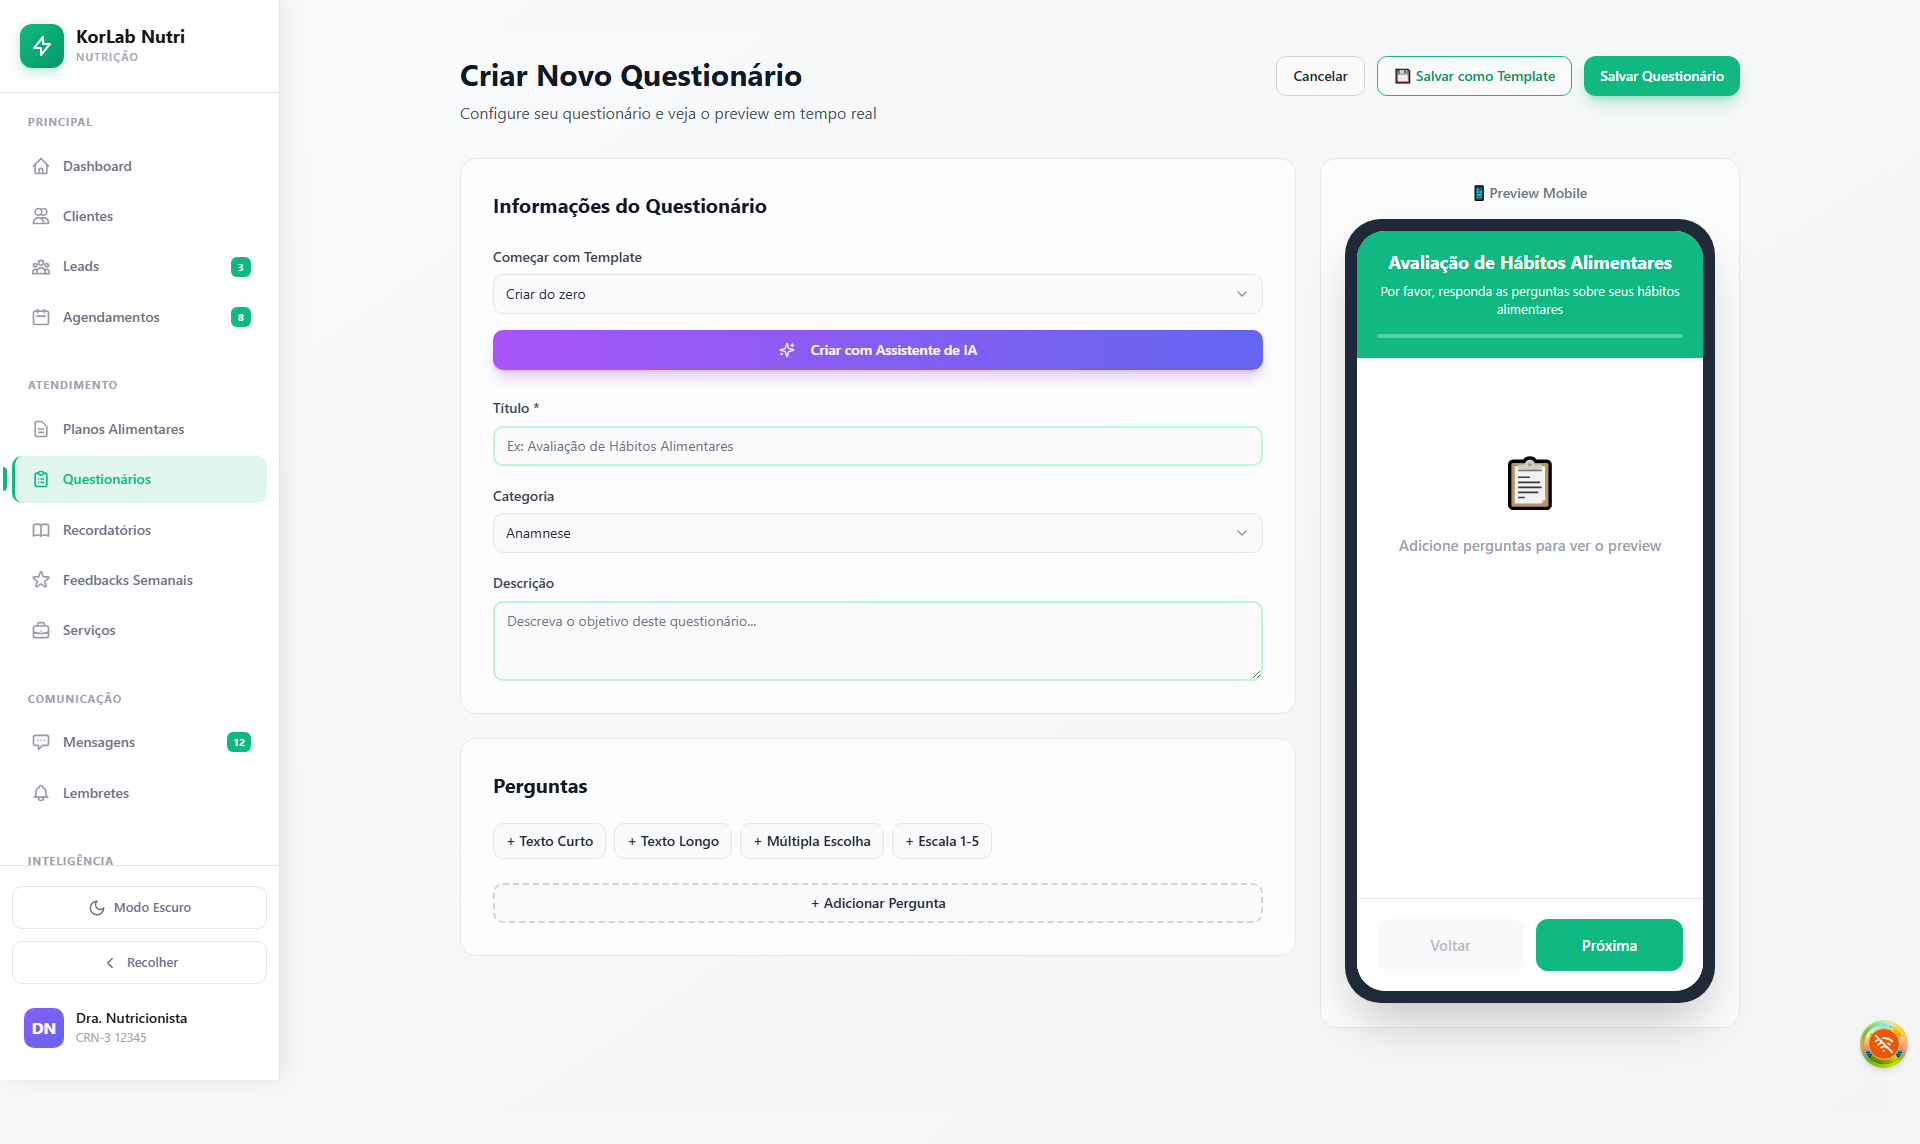 KorLab Nutri
NUTRIÇÃO
PRINCIPAL
Dashboard
Clientes
Leads
3
Agendamentos
8
ATENDIMENTO
Planos Alimentares
Questionários
Recordatórios
Feedbacks Semanais
Serviços
COMUNICAÇÃO
Mensagens
12
Lembretes
INTELIGÊNCIA
Modo Escuro
Recolher
DN
Dra. Nutricionista
CRN-3 12345
Criar Novo Questionário
Configure seu questionário e veja o preview em tempo real
Cancelar
Salvar como Template
Salvar Questionário
Informações do Questionário
Começar com Template
Criar do zero
Criar com Assistente de IA
Título *
Ex: Avaliação de Hábitos Alimentares
Categoria
Anamnese
Descrição
Descreva o objetivo deste questionário...
Perguntas
+ Texto Curto
+ Texto Longo
+ Múltipla Escolha
+ Escala 1-5
+ Adicionar Pergunta
Preview Mobile
Avaliação de Hábitos Alimentares
Por favor, responda as perguntas sobre seus hábitos
alimentares
Adicione perguntas para ver o preview
Voltar
Próxima